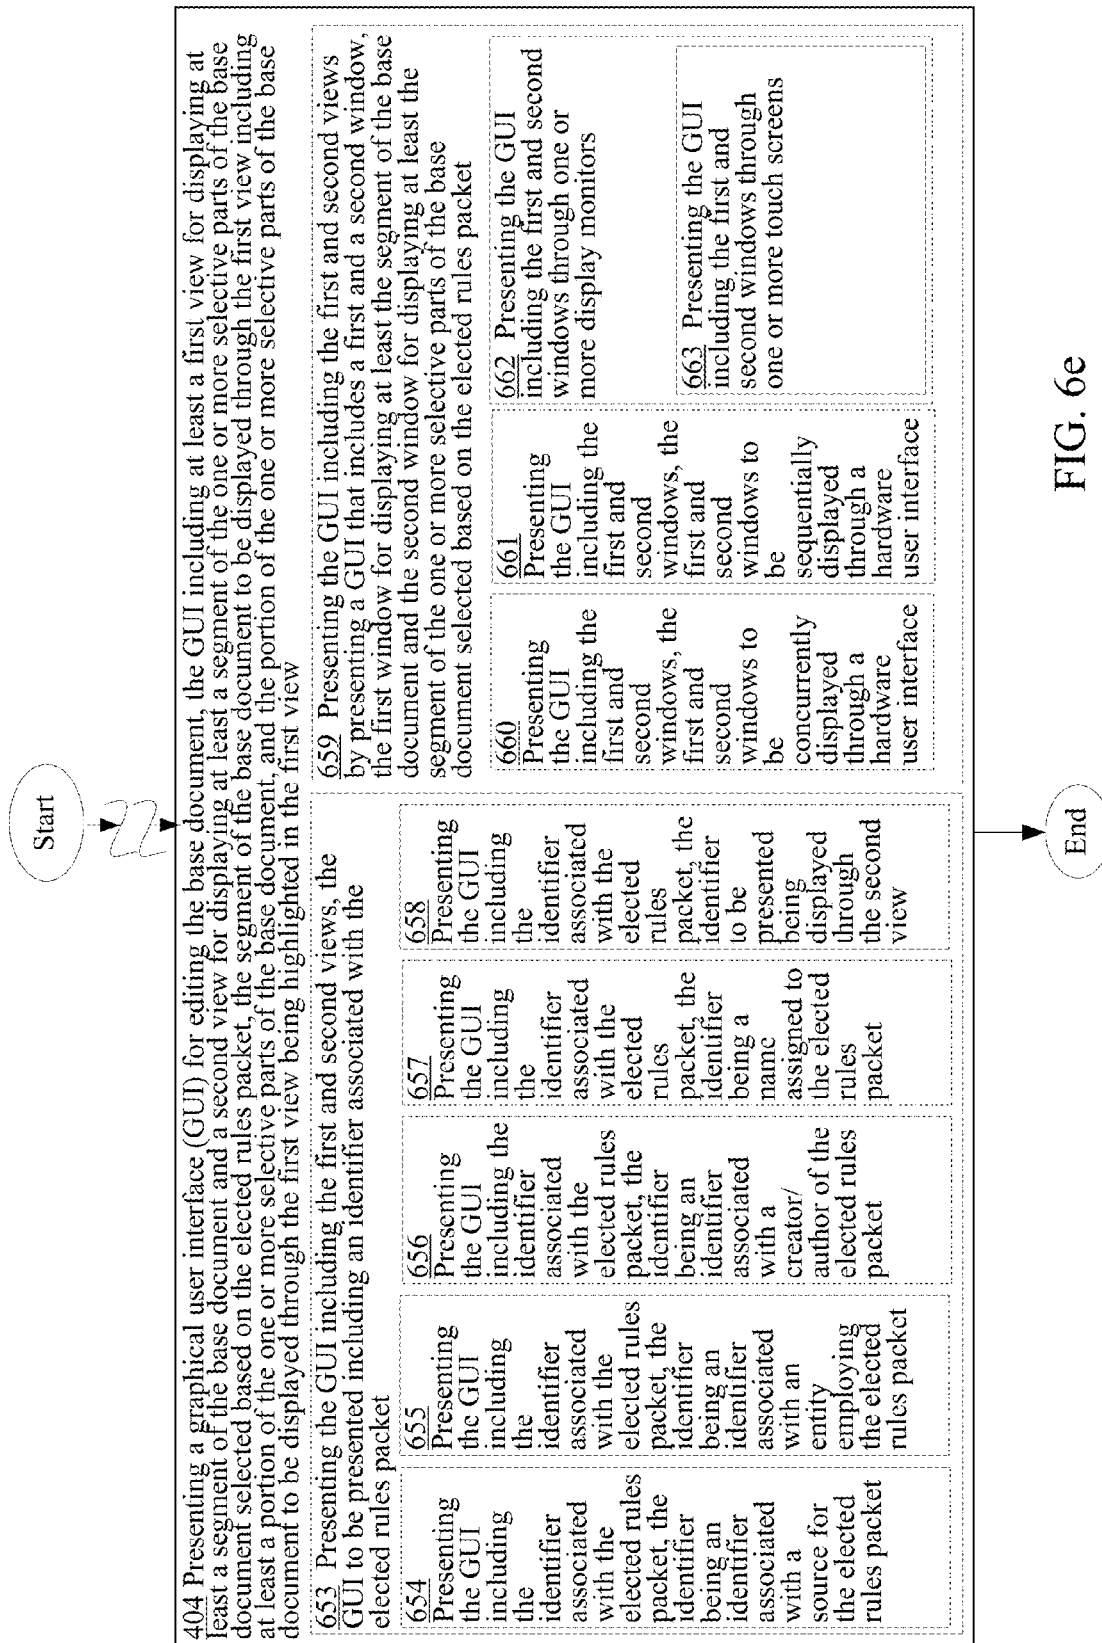 Start
404 Presenting a graphical user interface (GUI) for editing the base document, the GUI including at least a first view for displaying at
least a segment of the base document and a second view for displaying at least a segment of the one or more selective parts of the base
document selected based on the elected rules packet, the segment of the base document to be displayed through the first view including
at least a portion of the one or more selective parts of the base document, and the portion of the one or more selective parts of the base
document to be displayed through the first view being highlighted in the first view
653 Presenting the GUI including the first and second views, the
GUI to be presented including an identifier associated with the
elected rules packet
654
Presenting
the GUI
including
the
identifier
associated
with the
elected rules
packet, the
identifier
being an
identifier
associated
with a
source for
the elected
rules packet
655
Presenting
the GUI
including
the
identifier
associated
with the
elected rules
packet, the
identifier
being an
identifier
associated
with an
entity
employing
the elected
rules packet
656
Presenting
the GUI
including the
identifier
associated
with the
elected rules
packet, the
identifier
being an
identifier
associated
with a
creator/
author of the
elected rules
packet
657
Presenting
the GUI
including
the
identifier
associated
with the
elected
rules
packet, the
identifier
being a
name
assigned to
the elected
rules
packet
658
Presenting
the GUI
including
the
identifier
associated
with the
elected
rules
packet, the
identifier
to be
presented
being
displayed
through
the second
view
659 Presenting the GUI including the first and second views
by presenting a GUI that includes a first and a second window,
the first window for displaying at least the segment of the base
document and the second window for displaying at least the
segment of the one or more selective parts of the base
document selected based on the elected rules packet
660
Presenting
the GUI
including the
first and
second
windows, the
first and
second
windows to
be
concurrently
displayed
through a
hardware
user interface
661
Presenting
the GUI
including the
first and
second
windows, the
first and
second
windows to
be
sequentially
displayed
through a
hardware
user interface
662 Presenting the GUI
including the first and second
windows through one or
more display monitors
663 Presenting the GUI
including the first and
second windows through
one or more touch screens
End
FIG. 6e